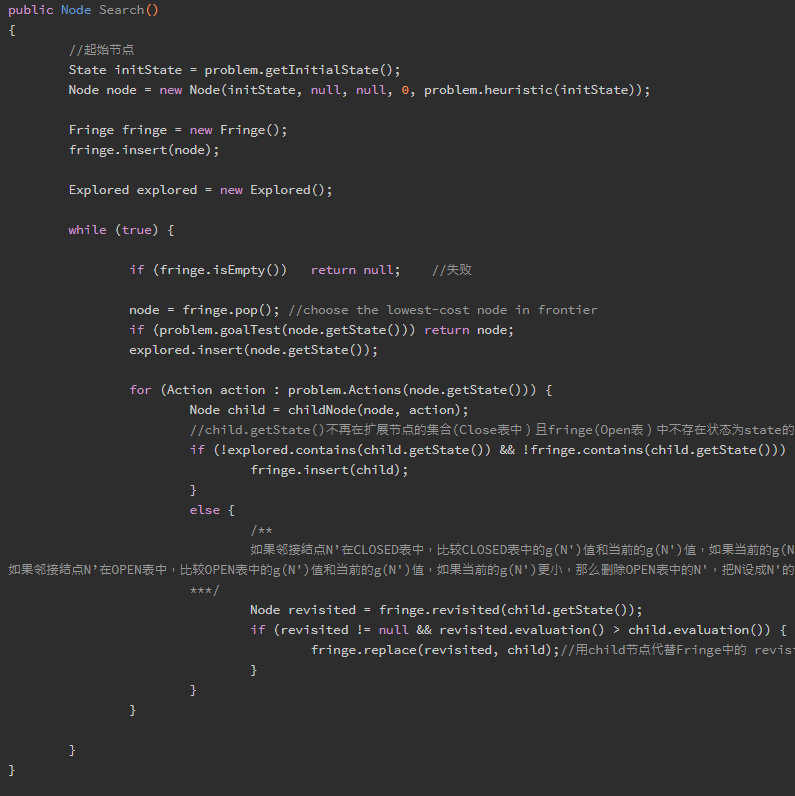 public Node Search()
{
//起始节点
State initState = problem.getInitialState();
Node node = new Node(initState, null, null, 0, problem.heuristic(initState));
Fringe fringe = new Fringe();
fringe.insert(node);
Explored explored = new Explored();
while (true) {
if (fringe.isEmpty()) return null; //失败
node = fringe.pop(); //choose the lowest-cost node in frontier
if (problem.goalTest(node.getState())) return node;
explored.insert(node.getState());
for (Action action : problem.Actions(node.getState())) {
Node child = childNode(node, action);
//child.getState()不再在扩展节点的集合(Close表中）且fringe(Open表）中不存在状态为state的
if (!explored.contains(child.getState()) && !fringe.contains(child.getState()))
fringe.insert(child);
}
else {
/**
如果邻接结点N’在CLOSED表中，比较CLOSED表中的g(N')值和当前的g(N')值，如果当前的g(N
如果邻接结点N’在OPEN表中，比较OPEN表中的g(N')值和当前的g(N')值，如果当前的g(N')更小，那么删除OPEN表中的N'，把N设成N'的
***/
Node revisited = fringe.revisited(child.getState());
if (revisited != null && revisited.evaluation() > child.evaluation()) {
fringe.replace(revisited, child);//用child节点代替Fringe中的 revis
}
}
}
}
}